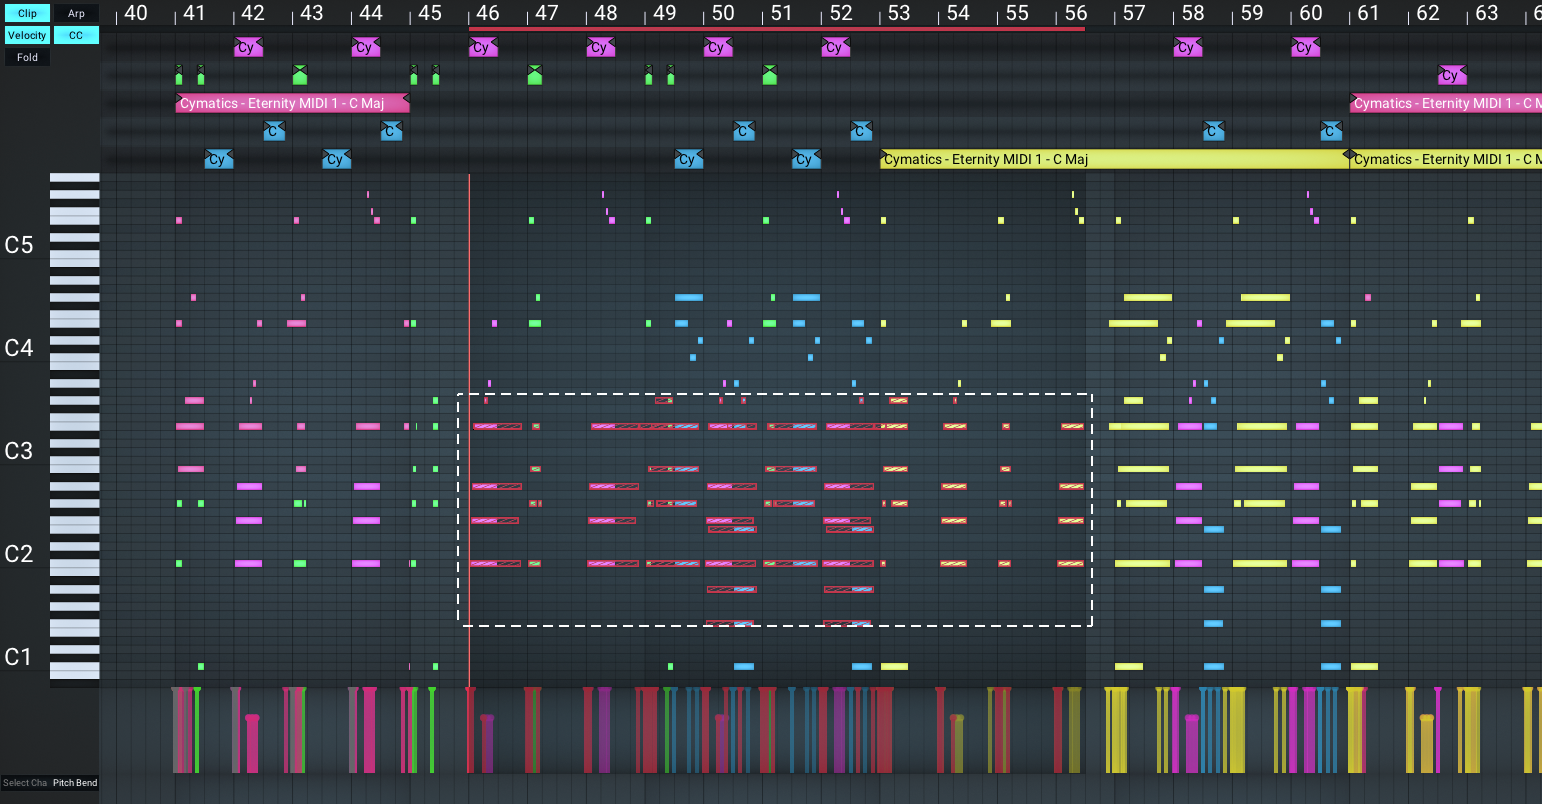 Clip Arp 40 41 42 43 44 45 46 47 48 49 50 51 52 53 54 55 56 57 58 59 60 61 62 63 6
Velocity CC
Fold Cy Cy Cy Cy Cy Cy Cy Cy
Cy
Cymatics - Eternity MIDI 1 - C Maj Cymatics - Eternity MIDI 1 - C M
C C C C C C
Cy Cy Cy Cy Cymatics - Eternity MIDI 1 - C Maj Cymatics - Eternity MIDI 1 - C M
C5
C4
C3
C2
C1
Select Cha Pitch Bend